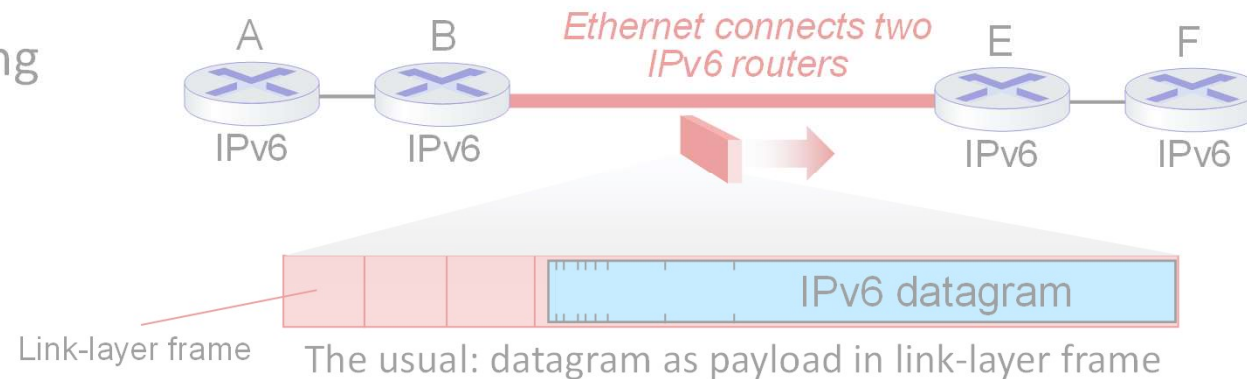 ng
A
B
Ethernet connects two
IPv6 routers
E
F
IPv6
IPv6
IPv6
IPv6
IPv6 datagram
Link-layer frame
The usual: datagram as payload in link-layer frame